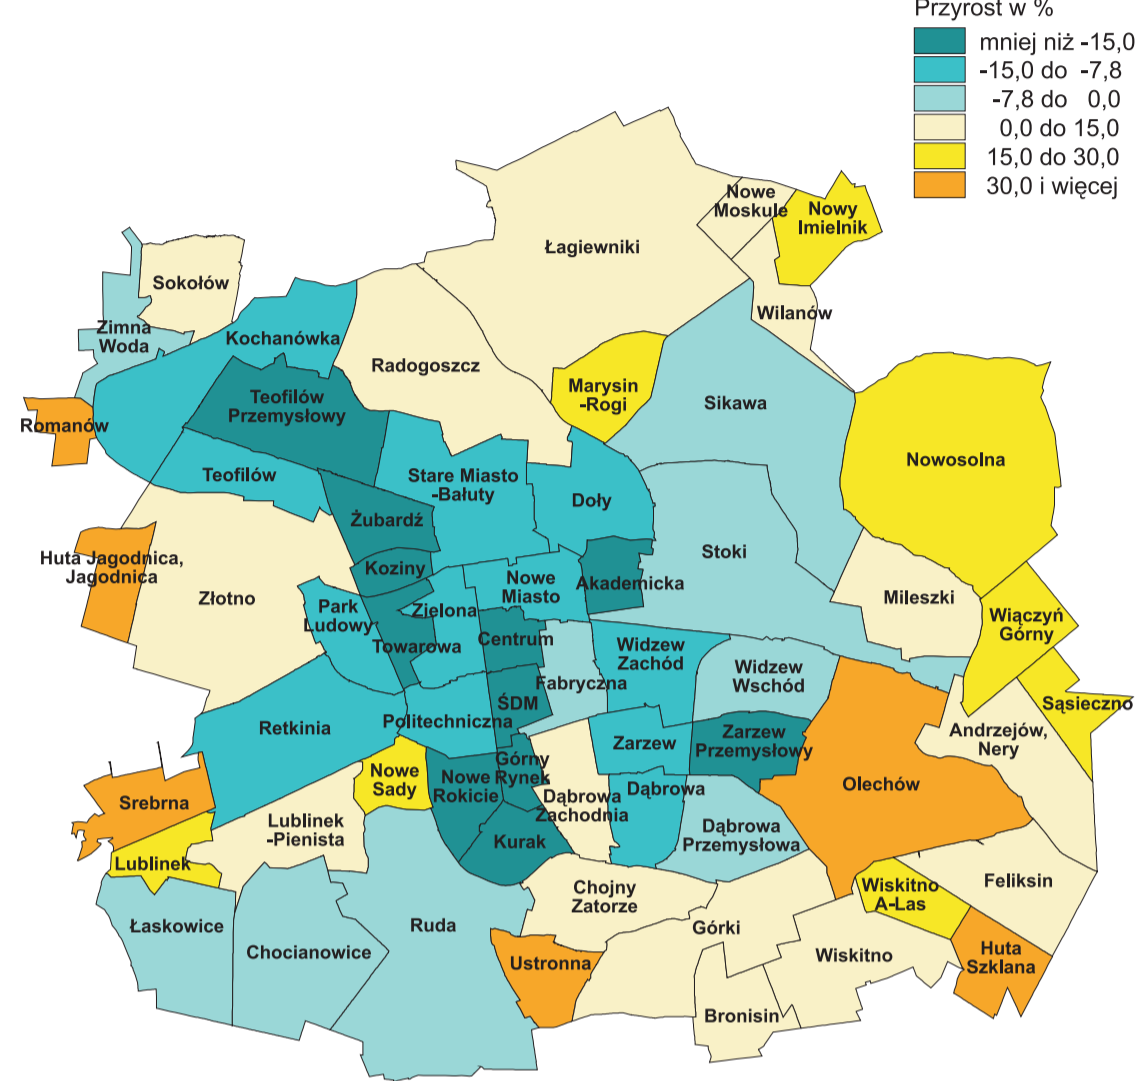 Przyrost w %
mniej niż -15,0
-15,0 do -7,8
-7,8 do 0,0
0,0 do 15,0
15,0 do 30,0
30,0 i więcej
Nowe
Moskule
Nowy
Imielnik
Łagiewniki
Sokołów
Wilanów
Zimna
Woda
Kochanówka
Radogoszcz
Marysin
-Rogi
Sikawa
Teofilów
Przemysłowy
Romanów
Nowosolna
Teofilów
Stare Miasto
-Bałuty
Doły
Żubardź
Stoki
Huta Jagodnica,
Jagodnica
Koziny
Nowe
Miasto
Akademicka
Złotno
Mileszki
Park
Ludowy
Zielona
Wiączyń
Górny
Towarowa
Centrum
Widzew
Zachód
Widzew
Wschód
Fabryczna
Sąsieczno
ŚDM
Retkinia
Politechniczna
Zarzew
Zarzew
Przemysłowy
Andrzejów,
Nery
Górny
Rynek
Nowe
Sady
Nowe
Rokicie
Olechów
Srebrna
Dąbrowa
Zachodnia
Dąbrowa
Lublinek
-Pienista
Dąbrowa
Przemysłowa
Kurak
Lublinek
Feliksin
Chojny
Zatorze
Wiskitno
A-Las
Łaskowice
Ruda
Górki
Chocianowice
Wiskitno
Huta
Szklana
Ustronna
Bronisin